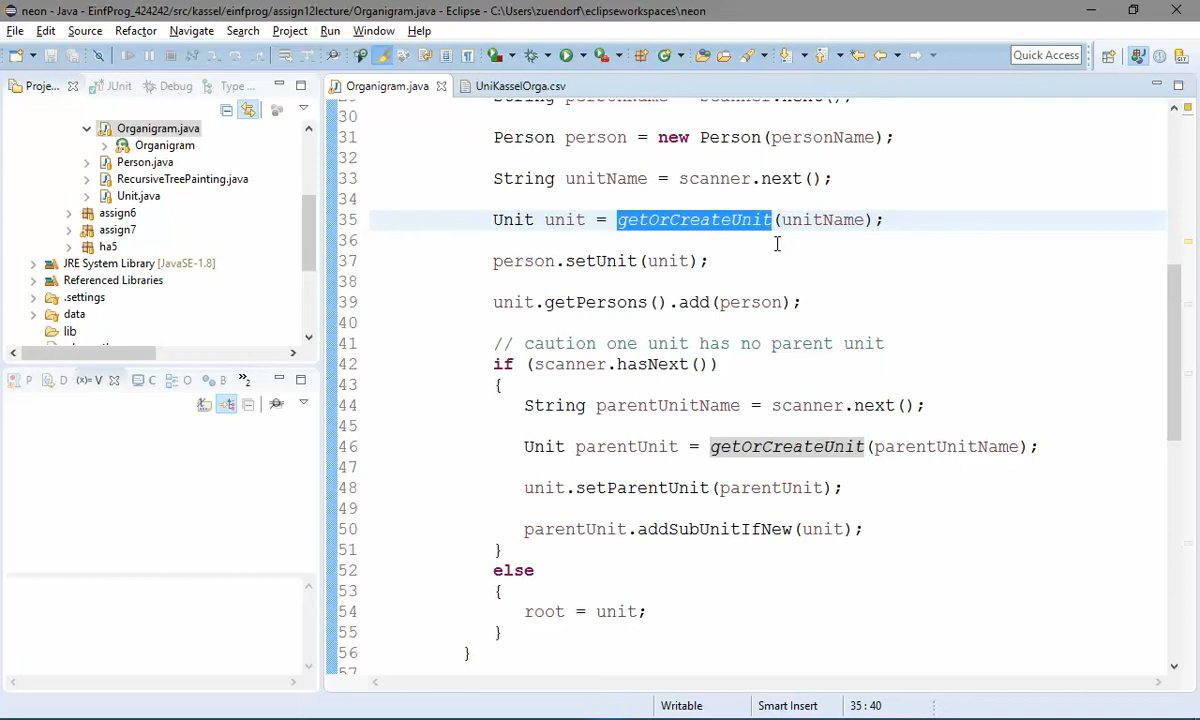 neon - Java - EinfProg_424242/src/kassel/einfprog/assign12lecture/Organigram.java - Eclipse - C:\Users\zuendorf\eclipseworkspaces\neon
File Edit Source Refactor Navigate Search Project Run Window Help
Quick Access
Proje... JUnit Debug Type ...
Organigram.java
Organigram
Person.java
RecursiveTreePainting.java
Unit.java
assign6
assign7
ha5
JRE System Library [JavaSE-1.8]
Referenced Libraries
.settings
data
lib
P D (x)= V C O B »2
Organigram.java UniKasselOrga.csv
29 String personName = scanner.next();
30
31 Person person = new Person(personName);
32
33 String unitName = scanner.next();
34
35 Unit unit = getOrCreateUnit(unitName);
36
37 person.setUnit(unit);
38
39 unit.getPersons().add(person);
40
41 // caution one unit has no parent unit
42 if (scanner.hasNext())
43 {
44 String parentUnitName = scanner.next();
45
46 Unit parentUnit = getOrCreateUnit(parentUnitName);
47
48 unit.setParentUnit(parentUnit);
49
50 parentUnit.addSubUnitIfNew(unit);
51 }
52 else
53 {
54 root = unit;
55 }
56 }
57
Writable Smart Insert 35 : 40